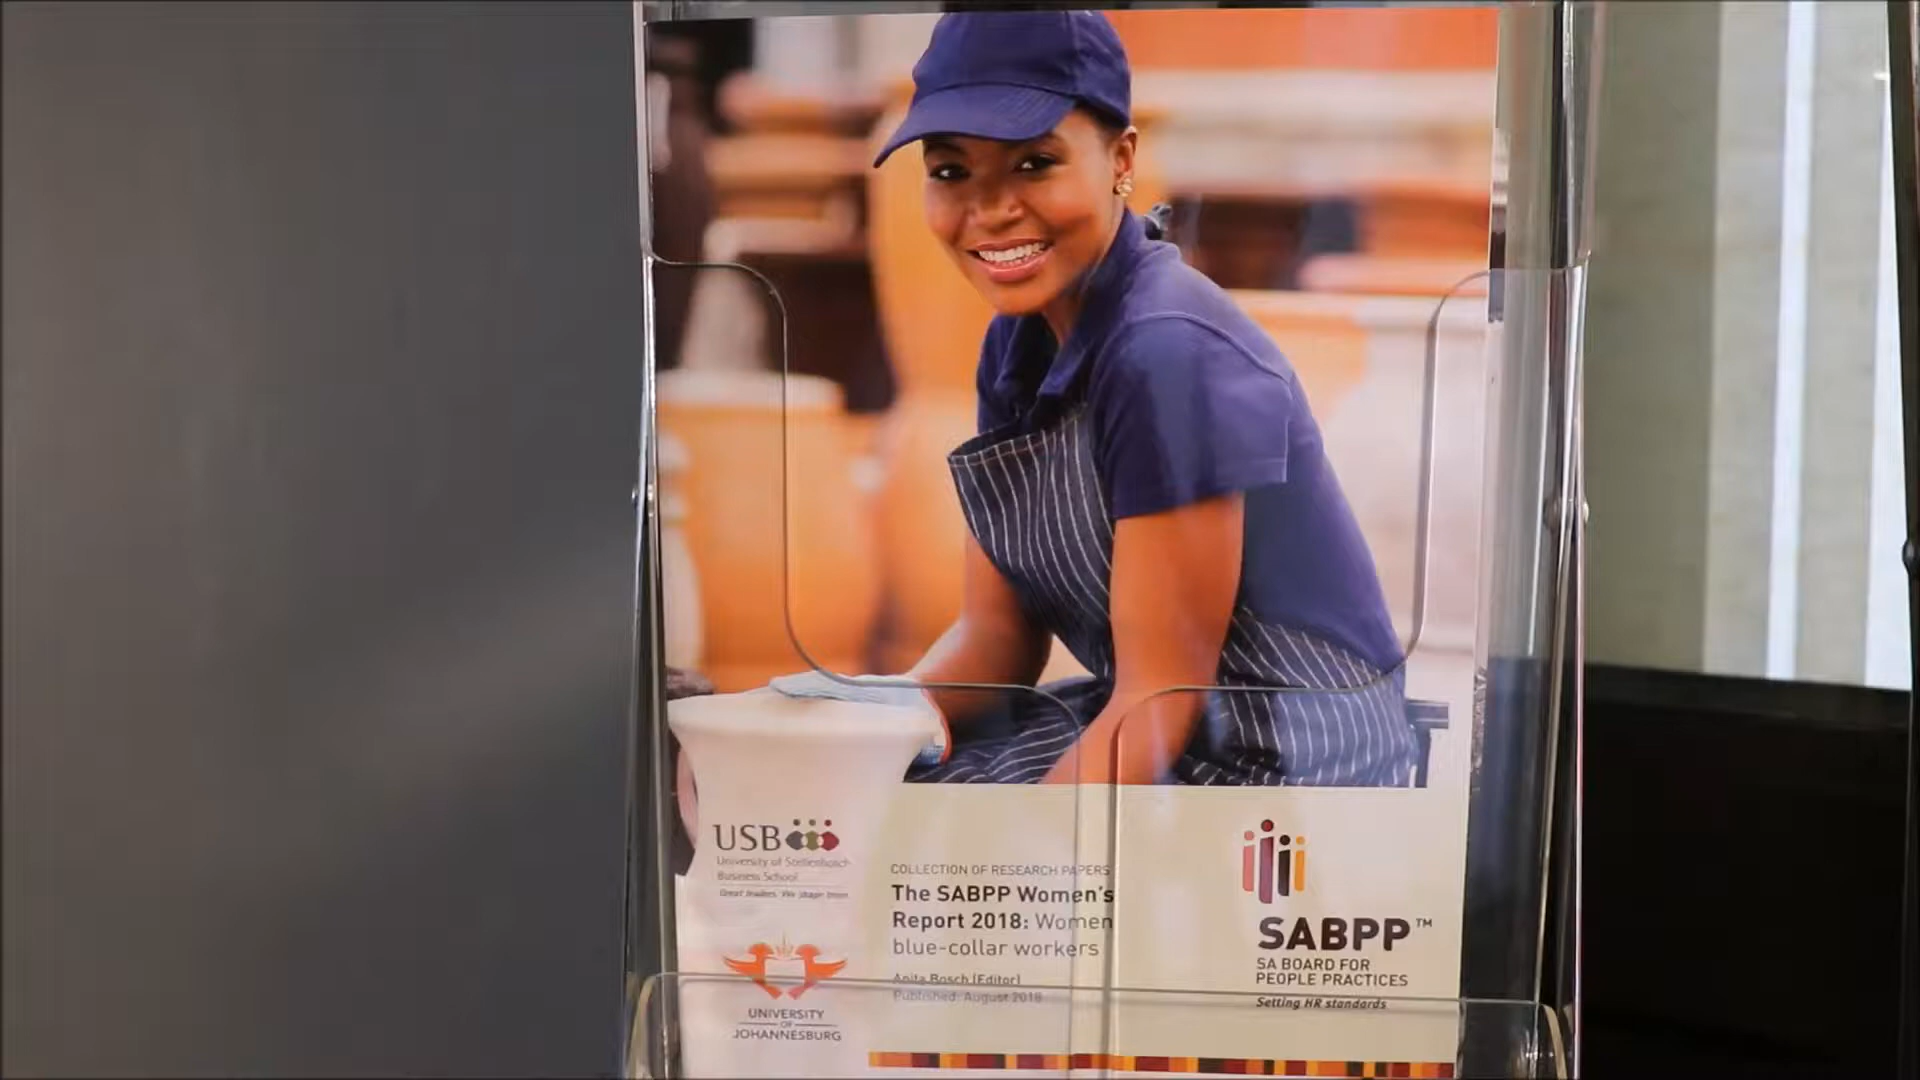 USB
University of Stellenbosch
Business School
UNIVERSITY
OF
JOHANNESBURG
COLLECTION OF RESEARCH PAPERS
The SABPP Women's
Report 2018: Women
blue-collar workers
Anita Bosch (Editor)
Published: August 2018
SABPP™
SA BOARD FOR
PEOPLE PRACTICES
Setting HR standards